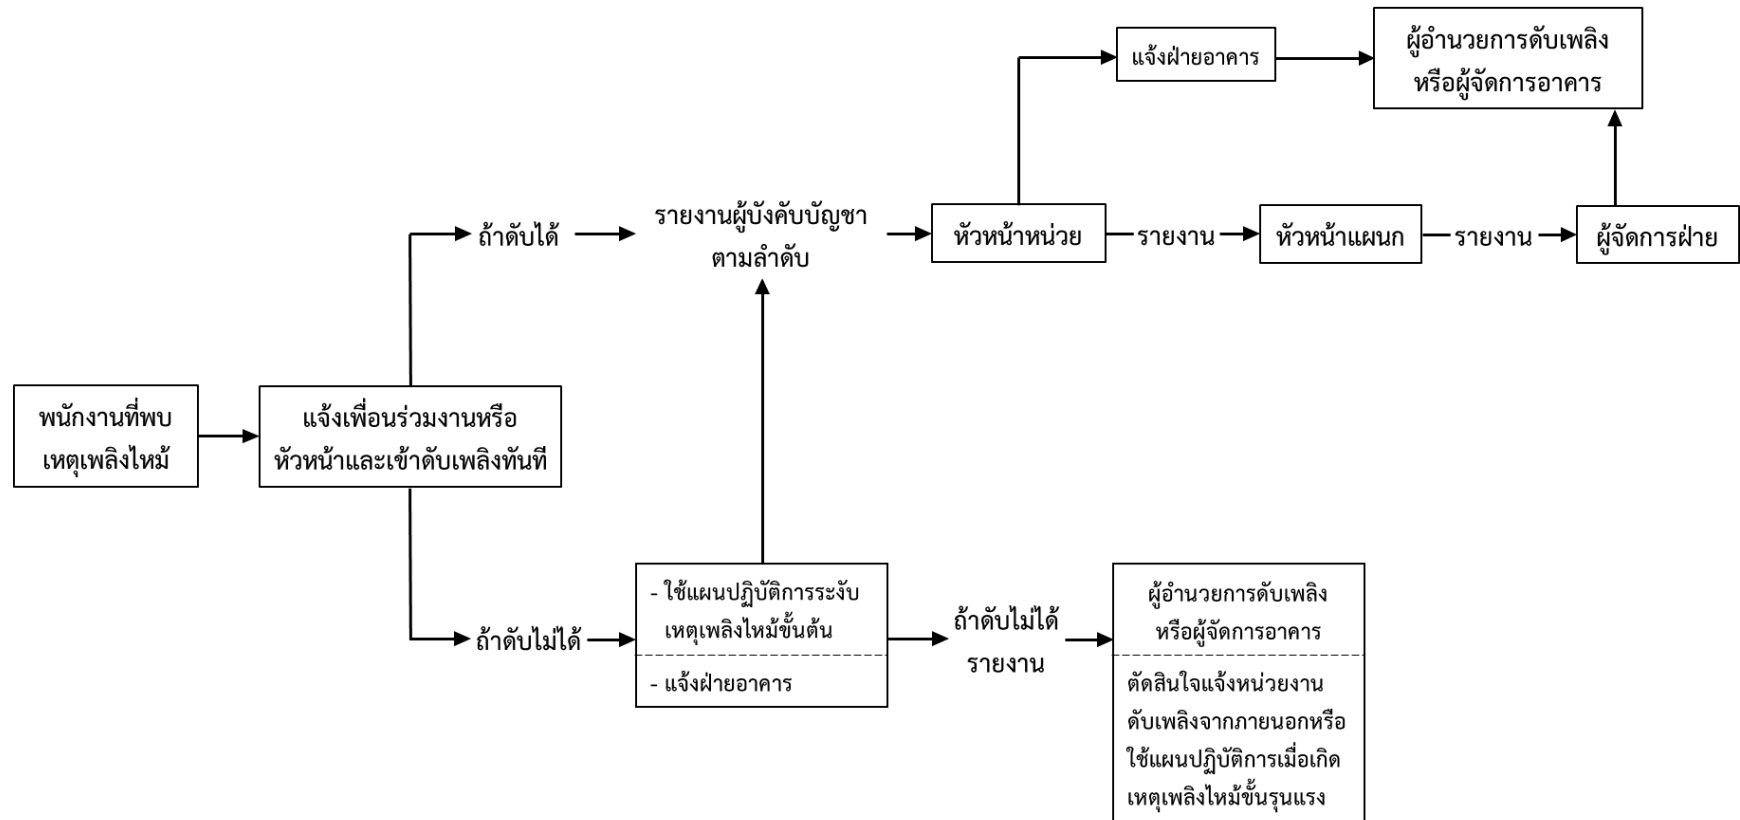 แจ้งฝ่ายอาคาร
ผู้อำนวยการดับเพลิง
หรือผู้จัดการอาคาร
ถ้าดับได้
รายงานผู้บังคับบัญชา
ตามลำดับ
หัวหน้าหน่วย
รายงาน
หัวหน้าแผนก
รายงาน
ผู้จัดการฝ่าย
พนักงานที่พบ
เหตุเพลิงไหม้
แจ้งเพื่อนร่วมงานหรือ
หัวหน้าและเข้าดับเพลิงทันที
ถ้าดับไม่ได้
- ใช้แผนปฏิบัติการระงับ
เหตุเพลิงไหม้ขั้นต้น
- แจ้งฝ่ายอาคาร
ถ้าดับไม่ได้
รายงาน
ผู้อำนวยการดับเพลิง
หรือผู้จัดการอาคาร
ตัดสินใจแจ้งหน่วยงาน
ดับเพลิงจากภายนอกหรือ
ใช้แผนปฏิบัติการเมื่อเกิด
เหตุเพลิงไหม้ขั้นรุนแรง